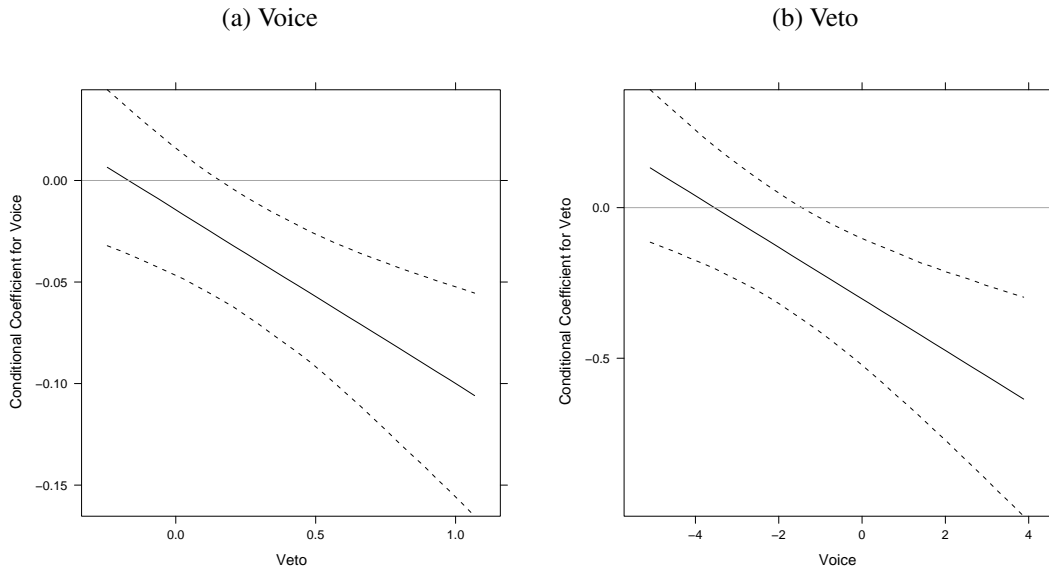 (a) Voice
Conditional Coefficient for Voice
0.00
−0.05
−0.10
−0.15
0.0 0.5 1.0
Veto
(b) Veto
Conditional Coefficient for Veto
0.0
−0.5
−4 −2 0 2 4
Voice